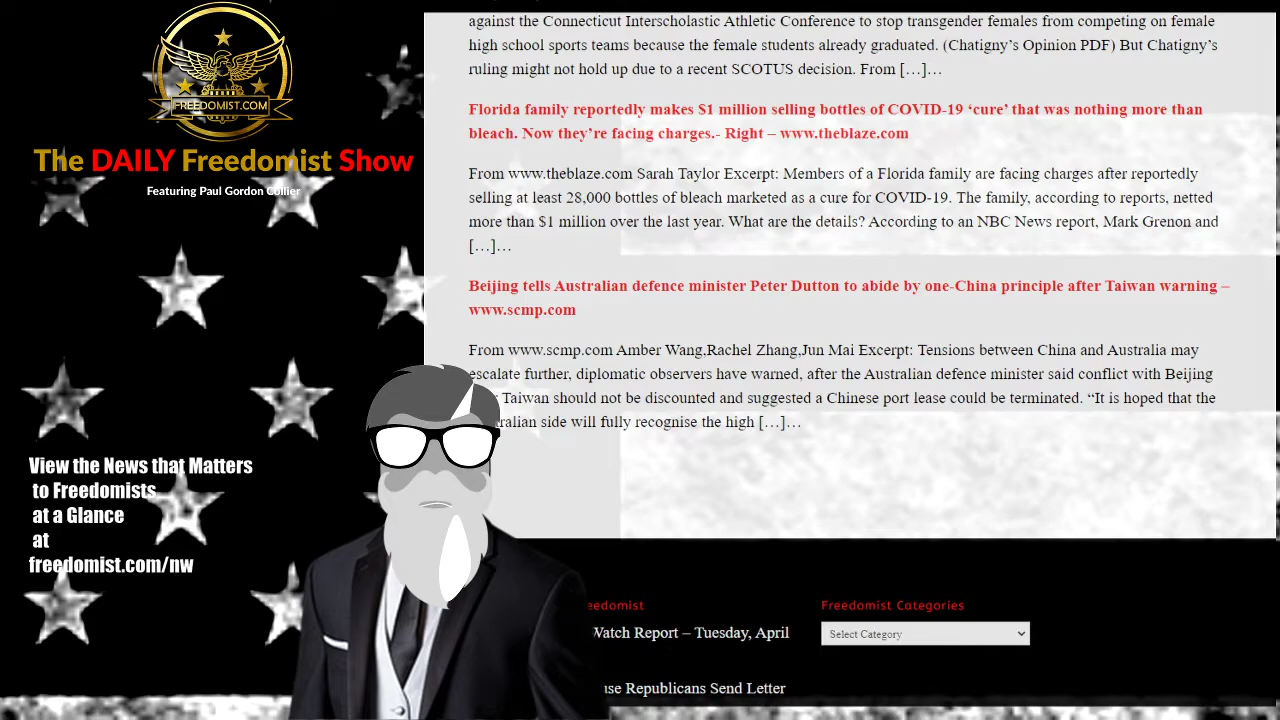 FREEDOMIST.COM
The DAILY Freedomist Show
Featuring Paul Gordon Collier
View the News that Matters
to Freedomists
at a Glance
at
freedomist.com/nw
against the Connecticut Interscholastic Athletic Conference to stop transgender females from competing on female
high school sports teams because the female students already graduated. (Chatigny’s Opinion PDF) But Chatigny’s
ruling might not hold up due to a recent SCOTUS decision. From […]…
Florida family reportedly makes $1 million selling bottles of COVID-19 ‘cure’ that was nothing more than
bleach. Now they’re facing charges.- Right – www.theblaze.com
From www.theblaze.com Sarah Taylor Excerpt: Members of a Florida family are facing charges after reportedly
selling at least 28,000 bottles of bleach marketed as a cure for COVID-19. The family, according to reports, netted
more than $1 million over the last year. What are the details? According to an NBC News report, Mark Grenon and
[…]…
Beijing tells Australian defence minister Peter Dutton to abide by one-China principle after Taiwan warning –
www.scmp.com
From www.scmp.com Amber Wang,Rachel Zhang,Jun Mai Excerpt: Tensions between China and Australia may
escalate further, diplomatic observers have warned, after the Australian defence minister said conflict with Beijing
Taiwan should not be discounted and suggested a Chinese port lease could be terminated. “It is hoped that the
tralian side will fully recognise the high […]…
eedomist
Watch Report – Tuesday, April
use Republicans Send Letter
Freedomist Categories
Select Category